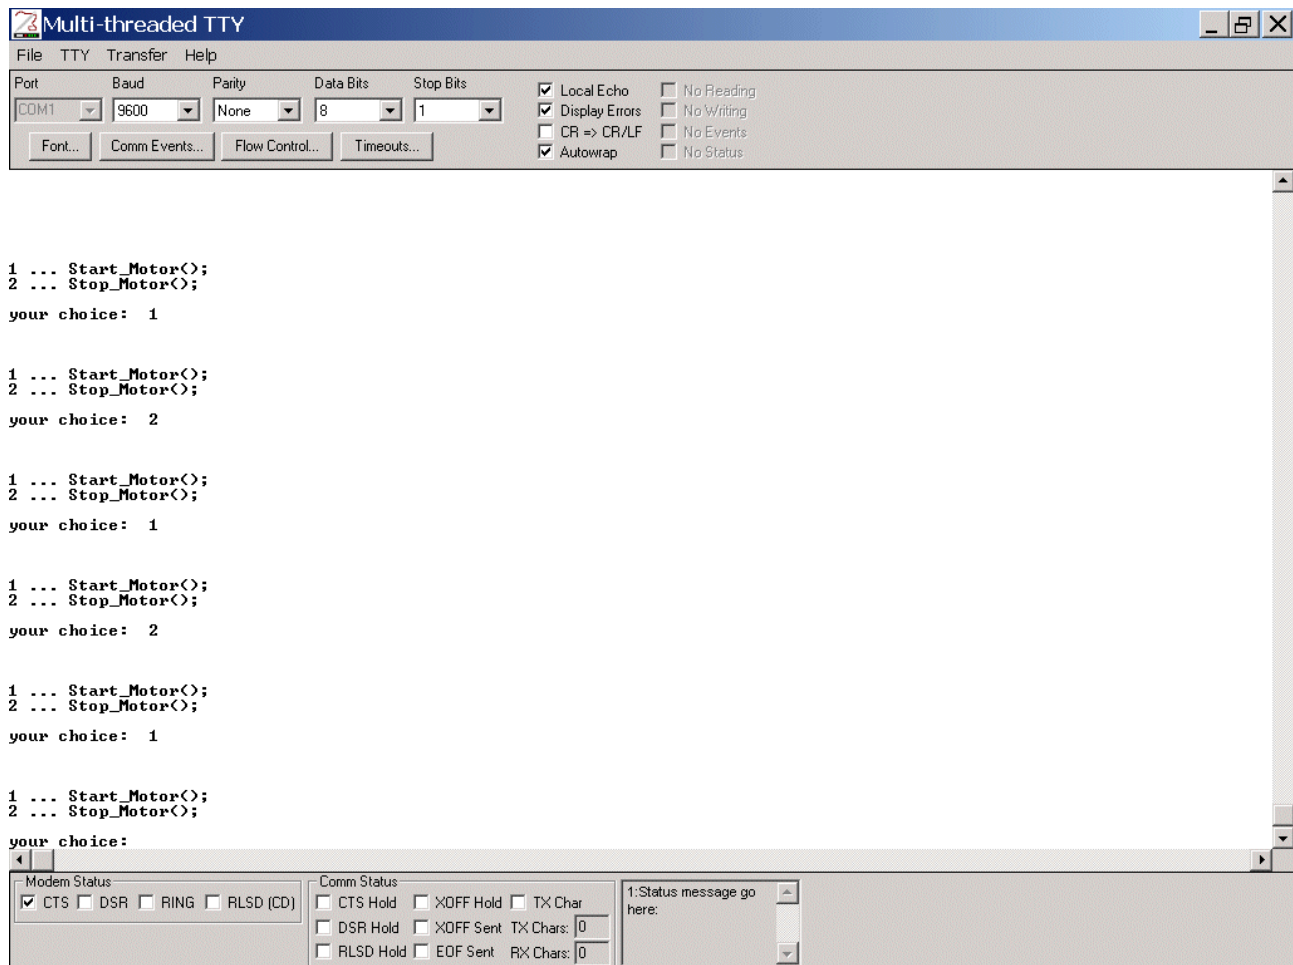 Multi-threaded TTY
File TTY Transfer Help
Port Baud Parity Data Bits Stop Bits
COM1 9600 None 8 1
Font... Comm Events... Flow Control... Timeouts...
Local Echo No Reading
Display Errors No Writing
CR => CR/LF No Events
Autowrap No Status
1 ... Start_Motor();
2 ... Stop_Motor();
your choice: 1
1 ... Start_Motor();
2 ... Stop_Motor();
your choice: 2
1 ... Start_Motor();
2 ... Stop_Motor();
your choice: 1
1 ... Start_Motor();
2 ... Stop_Motor();
your choice: 2
1 ... Start_Motor();
2 ... Stop_Motor();
your choice: 1
1 ... Start_Motor();
2 ... Stop_Motor();
your choice:
Modem Status
CTS DSR RING RLSD (CD)
Comm Status
CTS Hold XOFF Hold TX Char
DSR Hold XOFF Sent TX Chars: 0
RLSD Hold EOF Sent RX Chars: 0
1:Status message go
here: